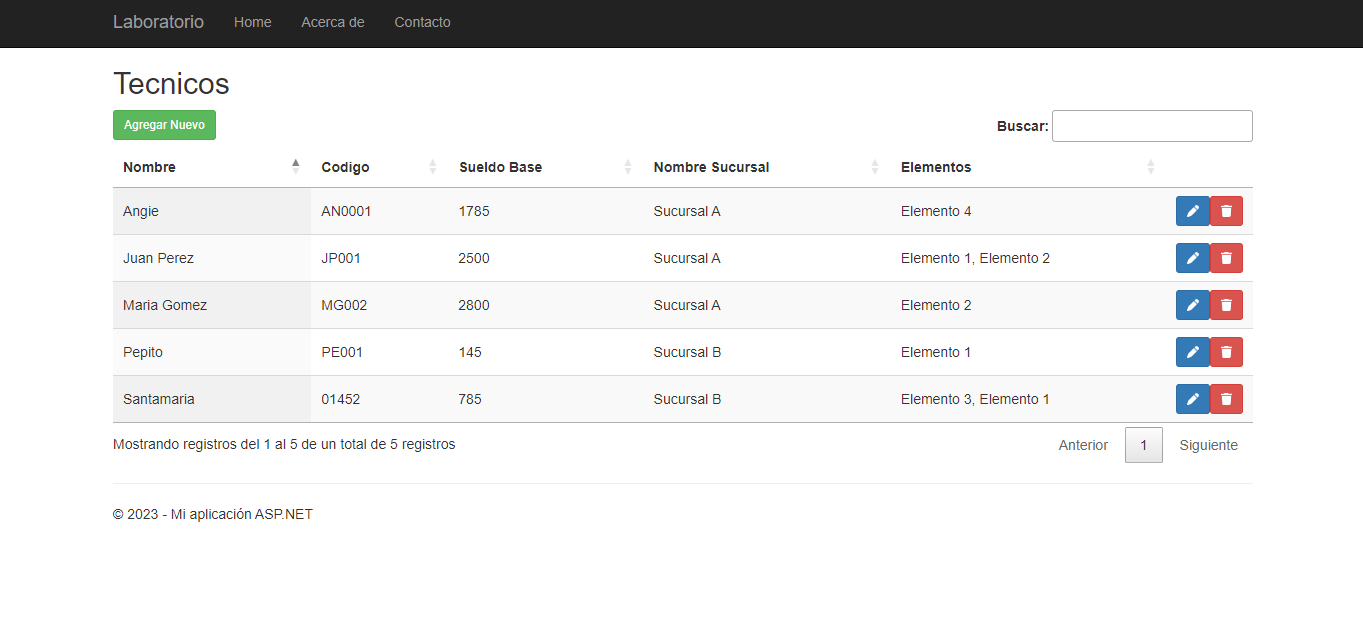 Laboratorio Home Acerca de Contacto
Tecnicos
Agregar Nuevo Buscar:
Nombre Codigo Sueldo Base Nombre Sucursal Elementos
Angie AN0001 1785 Sucursal A Elemento 4
Juan Perez JP001 2500 Sucursal A Elemento 1, Elemento 2
Maria Gomez MG002 2800 Sucursal A Elemento 2
Pepito PE001 145 Sucursal B Elemento 1
Santamaria 01452 785 Sucursal B Elemento 3, Elemento 1
Mostrando registros del 1 al 5 de un total de 5 registros Anterior 1 Siguiente
© 2023 - Mi aplicación ASP.NET